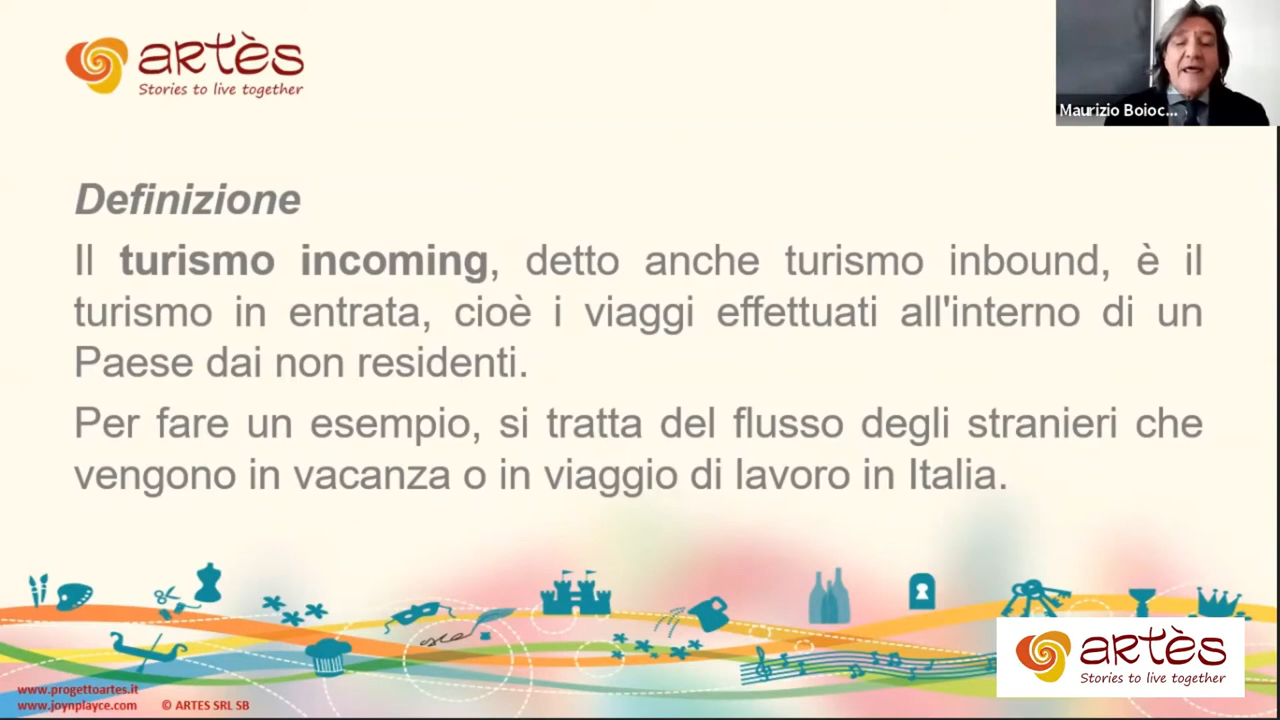 artès
Stories to live together
Maurizio Boioc...
Definizione
Il turismo incoming, detto anche turismo inbound, è il
turismo in entrata, cioè i viaggi effettuati all'interno di un
Paese dai non residenti.
Per fare un esempio, si tratta del flusso degli stranieri che
vengono in vacanza o in viaggio di lavoro in Italia.
artès
Stories to live together
www.progettoartes.it
www.joynplayce.com © ARTES SRL SB